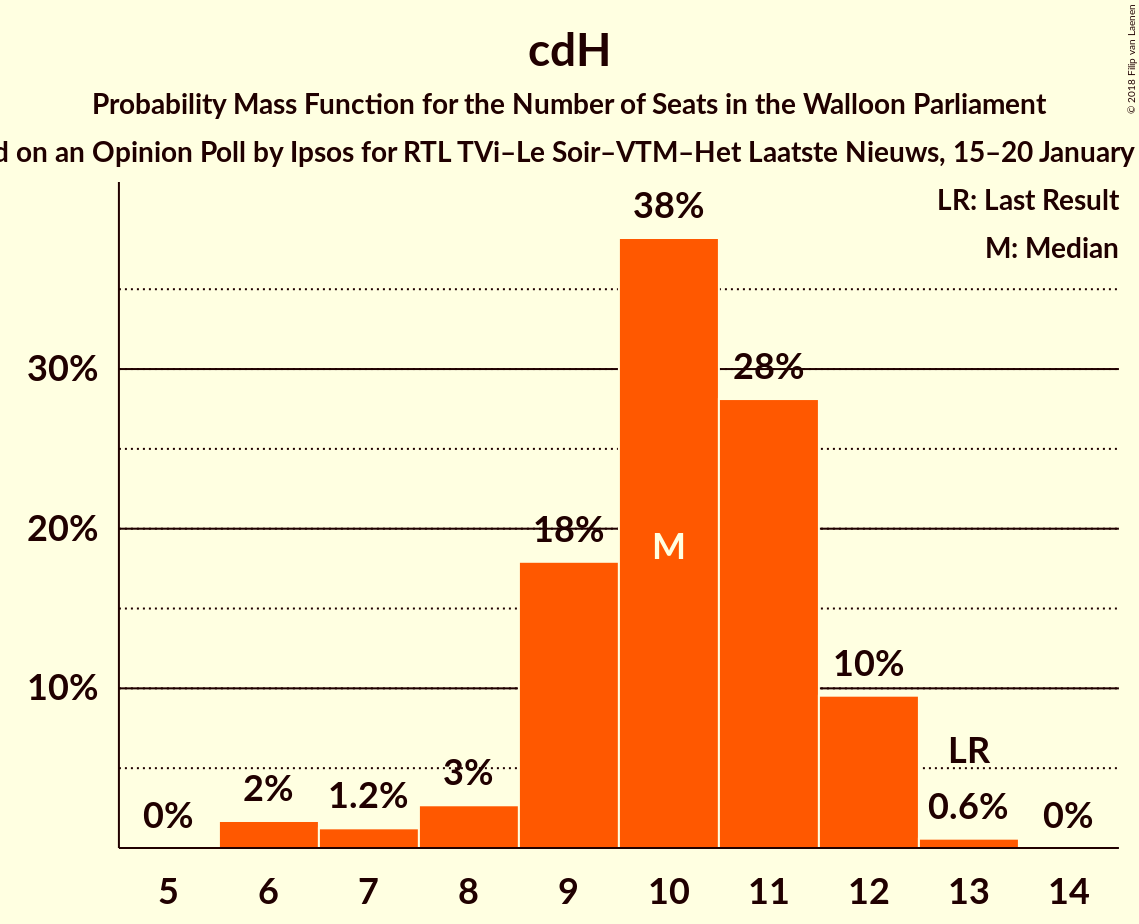 cdH
Probability Mass Function for the Number of Seats in the Walloon Parliament
on an Opinion Poll by Ipsos for RTL TVi–Le Soir–VTM–Het Laatste Nieuws, 15–20 January
© 2018 Filip van Laenen
LR: Last Result
M: Median
38%
30%
28%
20%
18%
M
10%
10%
LR
3%
2%
1.2%
0.6%
0%
0%
5 6 7 8 9 10 11 12 13 14